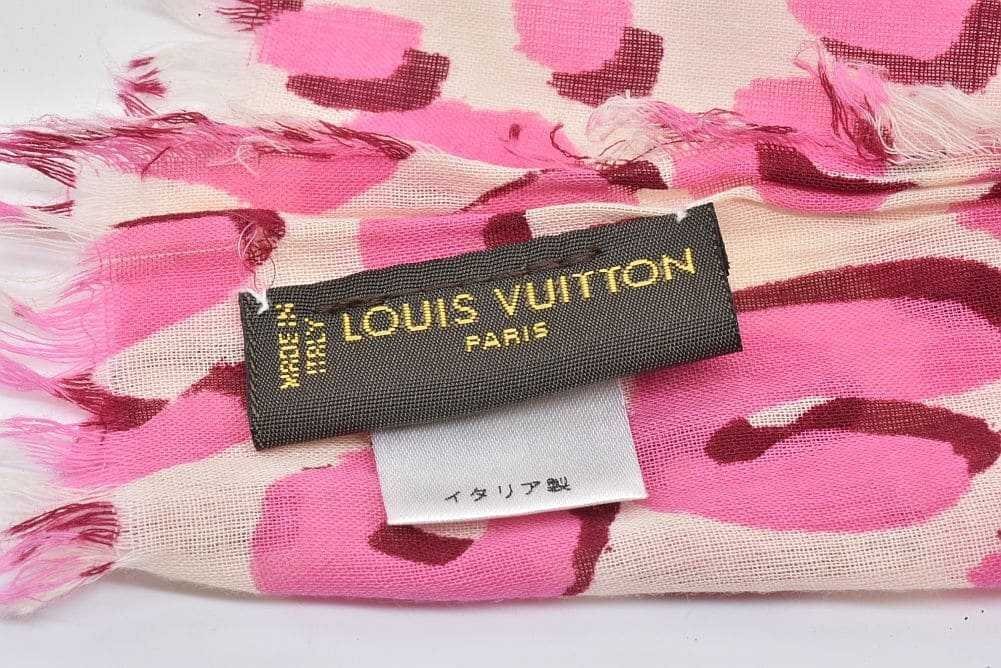 MADE IN
ITALY
LOUIS VUITTON
PARIS
イタリア製